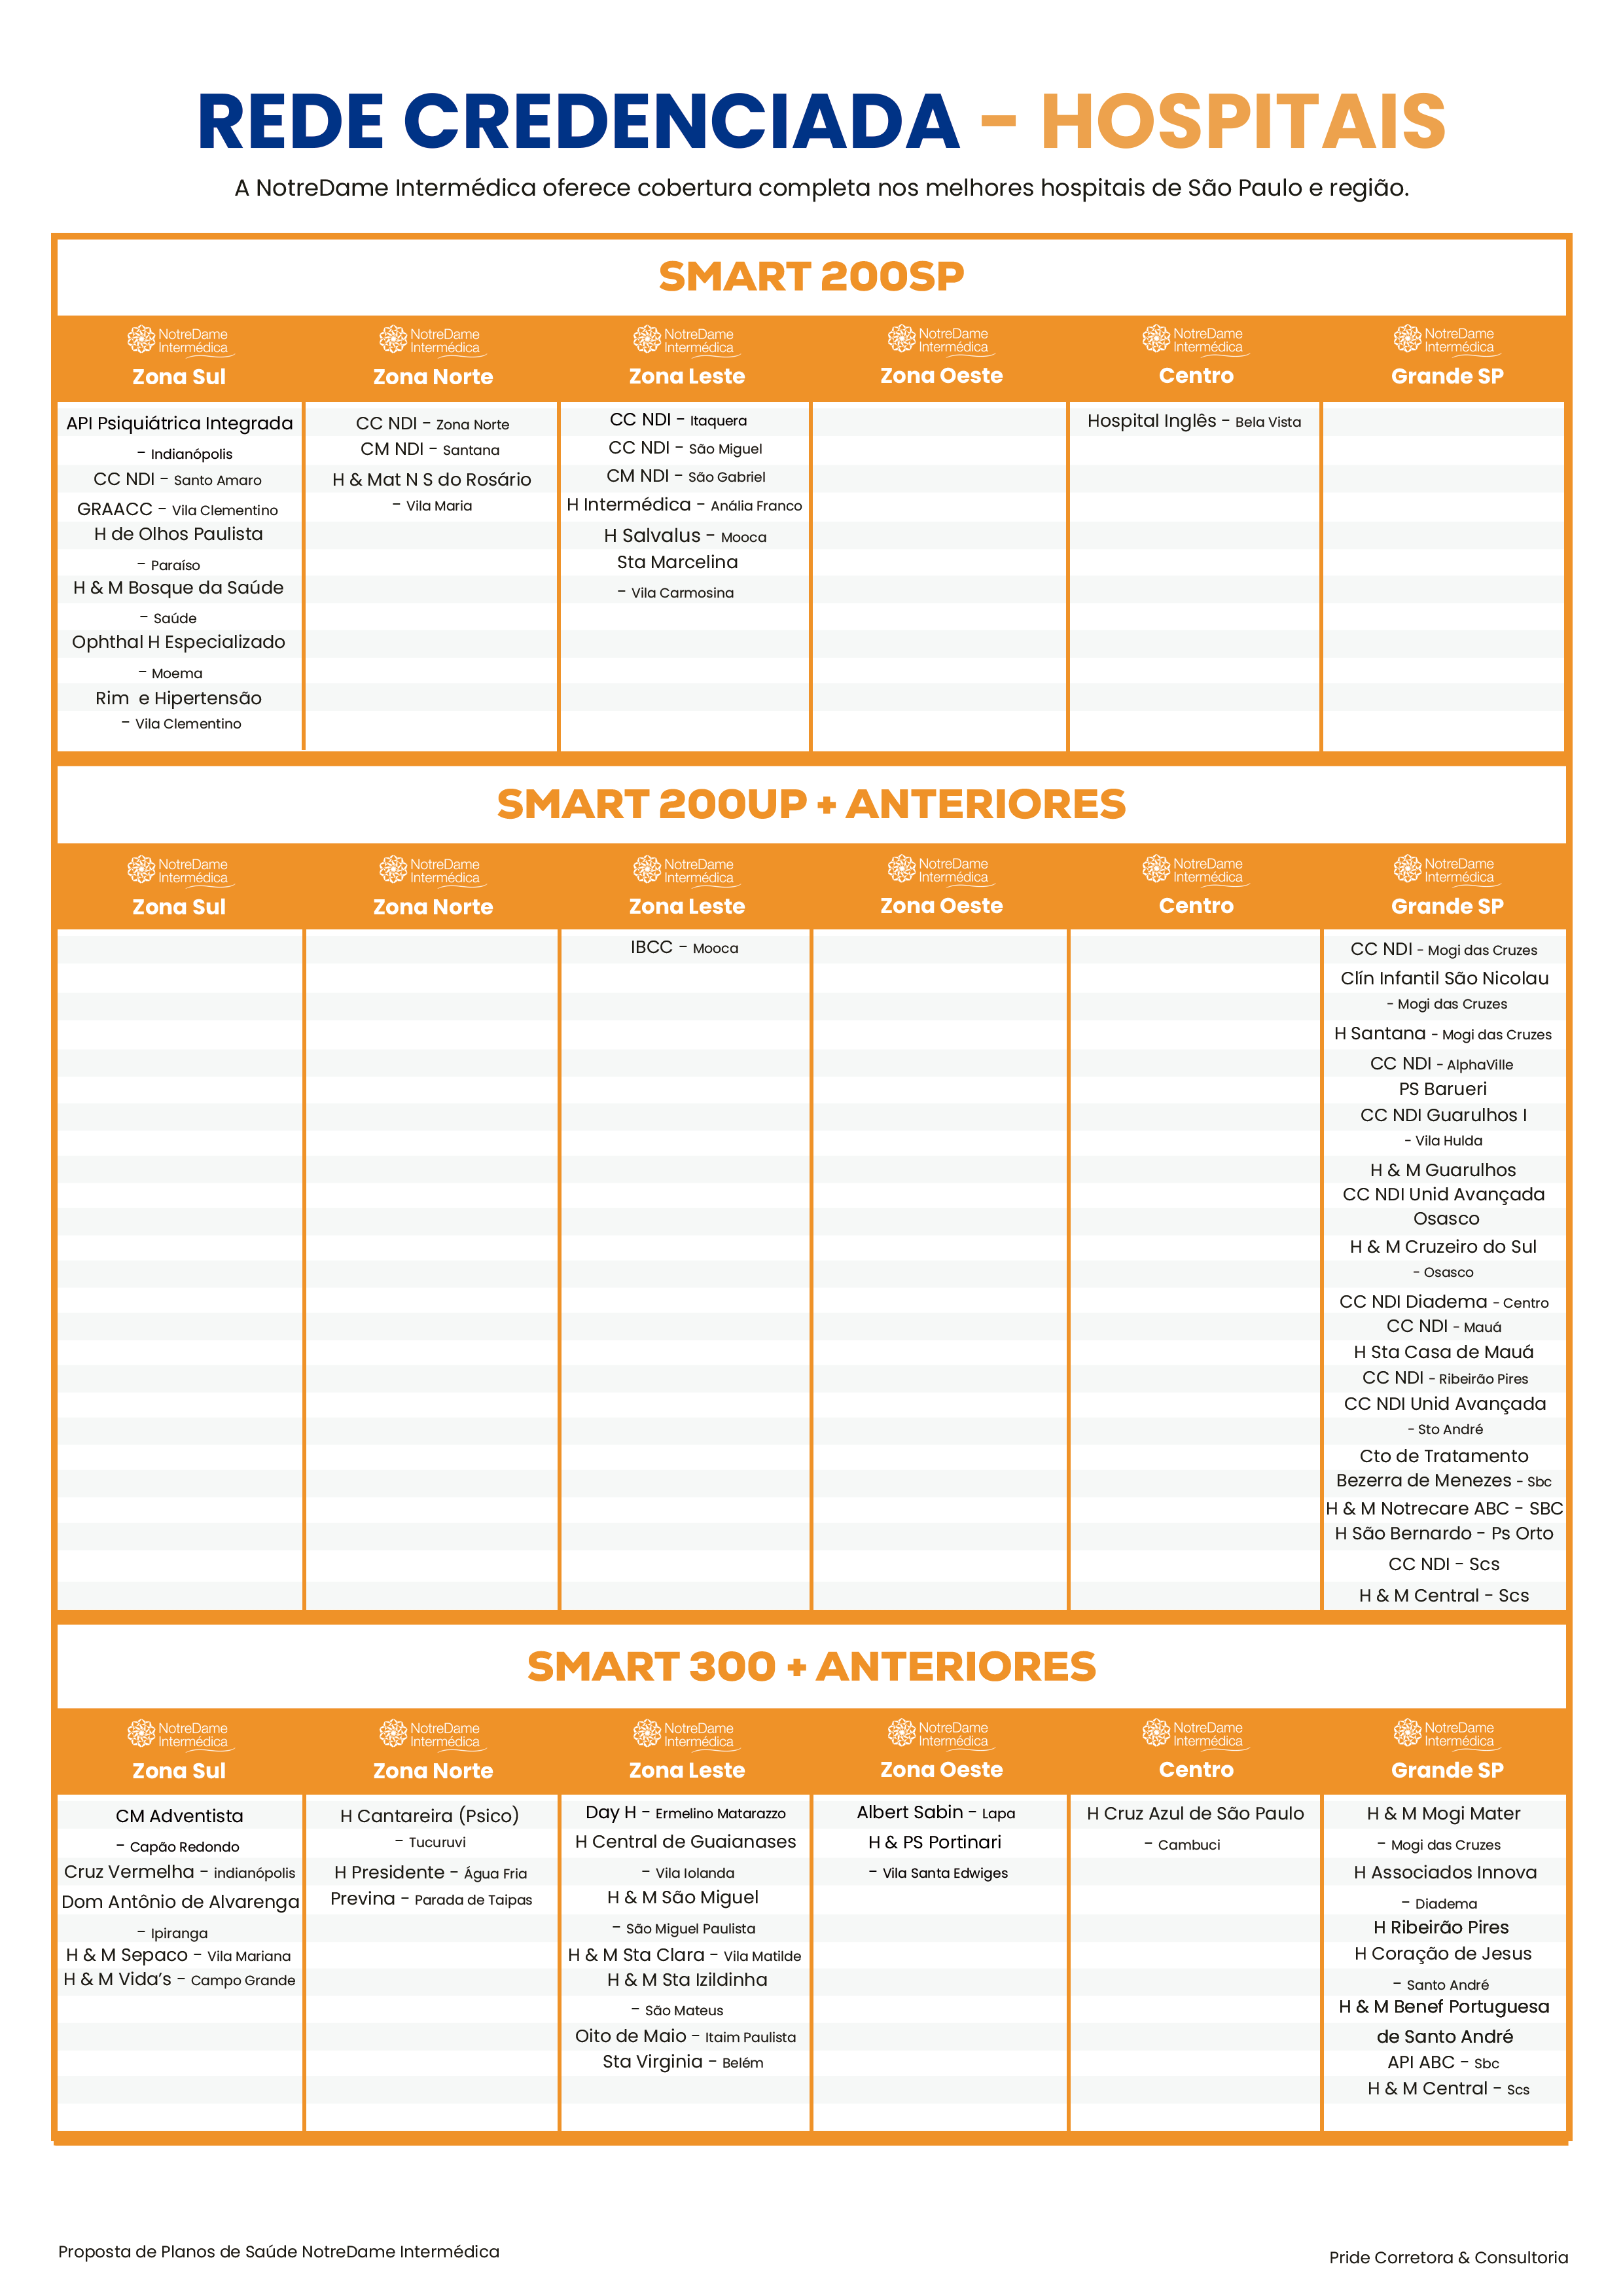 REDE CREDENCIADA - HOSPITAIS
A NotreDame Intermédica oferece cobertura completa nos melhores hospitais de São Paulo e região.
SMART 200SP
NotreDame Intermédica
Zona Sul
NotreDame Intermédica
Zona Norte
NotreDame Intermédica
Zona Leste
NotreDame Intermédica
Zona Oeste
NotreDame Intermédica
Centro
NotreDame Intermédica
Grande SP
API Psiquiátrica Integrada
- Indianópolis
CC NDI - Santo Amaro
GRAACC - Vila Clementino
H de Olhos Paulista
- Paraíso
H & M Bosque da Saúde
- Saúde
Ophthal H Especializado
- Moema
Rim e Hipertensão
- Vila Clementino
CC NDI - Zona Norte
CM NDI - Santana
H & Mat N S do Rosário
- Vila Maria
CC NDI - Itaquera
CC NDI - São Miguel
CM NDI - São Gabriel
H Intermédica - Anália Franco
H Salvalus - Mooca
Sta Marcelina
- Vila Carmosina
Hospital Inglês - Bela Vista
SMART 200UP + ANTERIORES
NotreDame Intermédica
Zona Sul
NotreDame Intermédica
Zona Norte
NotreDame Intermédica
Zona Leste
NotreDame Intermédica
Zona Oeste
NotreDame Intermédica
Centro
NotreDame Intermédica
Grande SP
IBCC - Mooca
CC NDI - Mogi das Cruzes
Clín Infantil São Nicolau
- Mogi das Cruzes
H Santana - Mogi das Cruzes
CC NDI - AlphaVille
PS Barueri
CC NDI Guarulhos I
- Vila Hulda
H & M Guarulhos
CC NDI Unid Avançada
Osasco
H & M Cruzeiro do Sul
- Osasco
CC NDI Diadema - Centro
CC NDI - Mauá
H Sta Casa de Mauá
CC NDI - Ribeirão Pires
CC NDI Unid Avançada
- Sto André
Cto de Tratamento
Bezerra de Menezes - Sbc
H & M Notrecare ABC - SBC
H São Bernardo - Ps Orto
CC NDI - Scs
H & M Central - Scs
SMART 300 + ANTERIORES
NotreDame Intermédica
Zona Sul
NotreDame Intermédica
Zona Norte
NotreDame Intermédica
Zona Leste
NotreDame Intermédica
Zona Oeste
NotreDame Intermédica
Centro
NotreDame Intermédica
Grande SP
CM Adventista
- Capão Redondo
Cruz Vermelha - indianópolis
Dom Antônio de Alvarenga
- Ipiranga
H & M Sepaco - Vila Mariana
H & M Vida's - Campo Grande
H Cantareira (Psico)
- Tucuruvi
H Presidente - Água Fria
Previna - Parada de Taipas
Day H - Ermelino Matarazzo
H Central de Guaianases
- Vila Iolanda
H & M São Miguel
- São Miguel Paulista
H & M Sta Clara - Vila Matilde
H & M Sta Izildinha
- São Mateus
Oito de Maio - Itaim Paulista
Sta Virginia - Belém
Albert Sabin - Lapa
H & PS Portinari
- Vila Santa Edwiges
H Cruz Azul de São Paulo
- Cambuci
H & M Mogi Mater
- Mogi das Cruzes
H Associados Innova
- Diadema
H Ribeirão Pires
H Coração de Jesus
- Santo André
H & M Benef Portuguesa
de Santo André
API ABC - Sbc
H & M Central - Scs
Proposta de Planos de Saúde NotreDame Intermédica
Pride Corretora & Consultoria